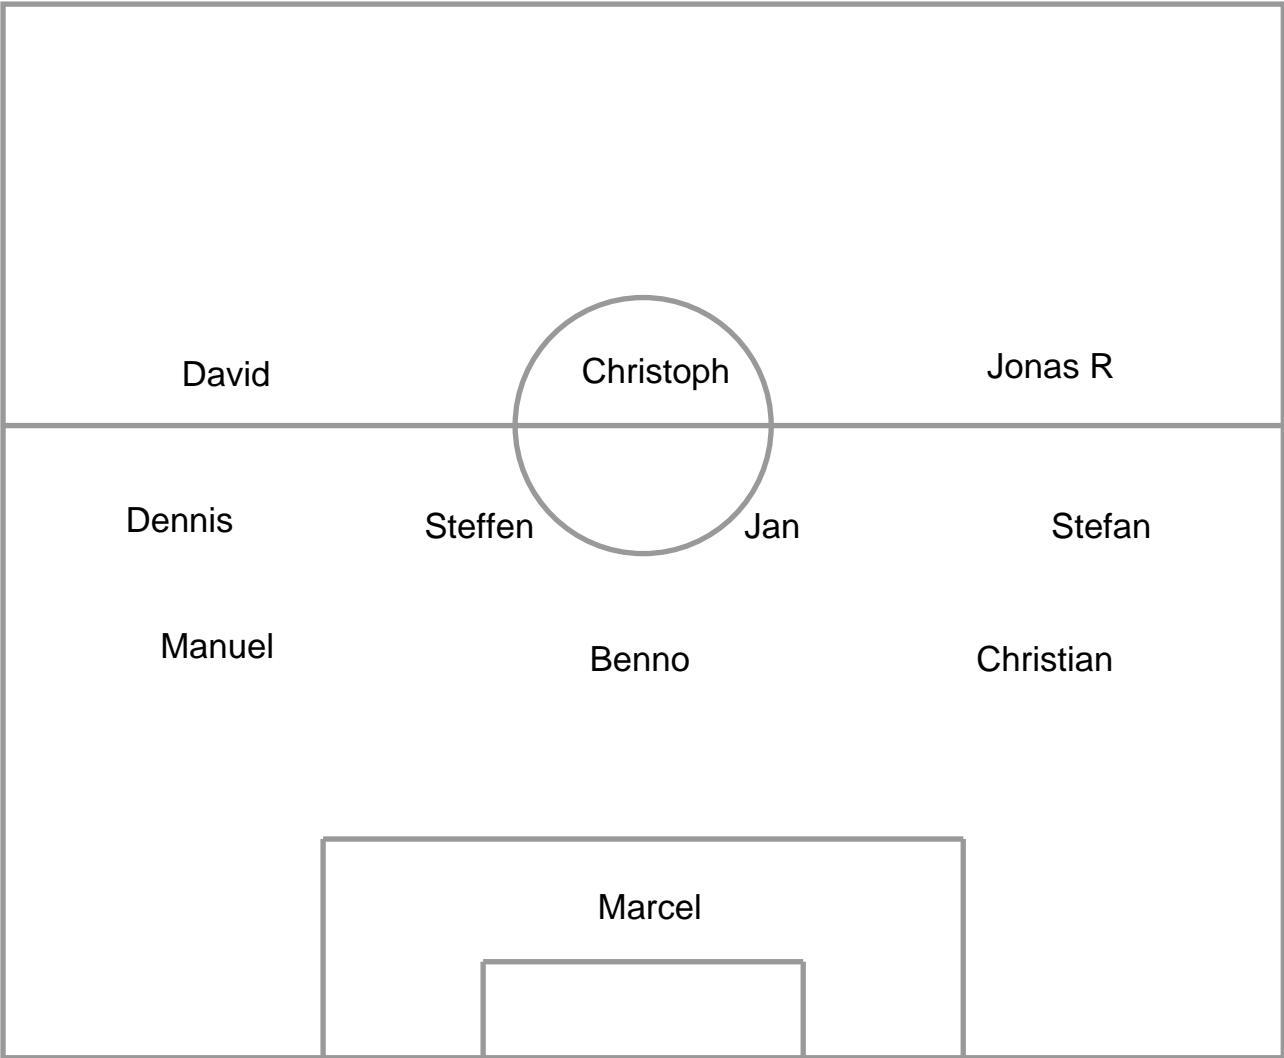 David Christoph Jonas R
Dennis Steffen Jan Stefan
Manuel Benno Christian
Marcel